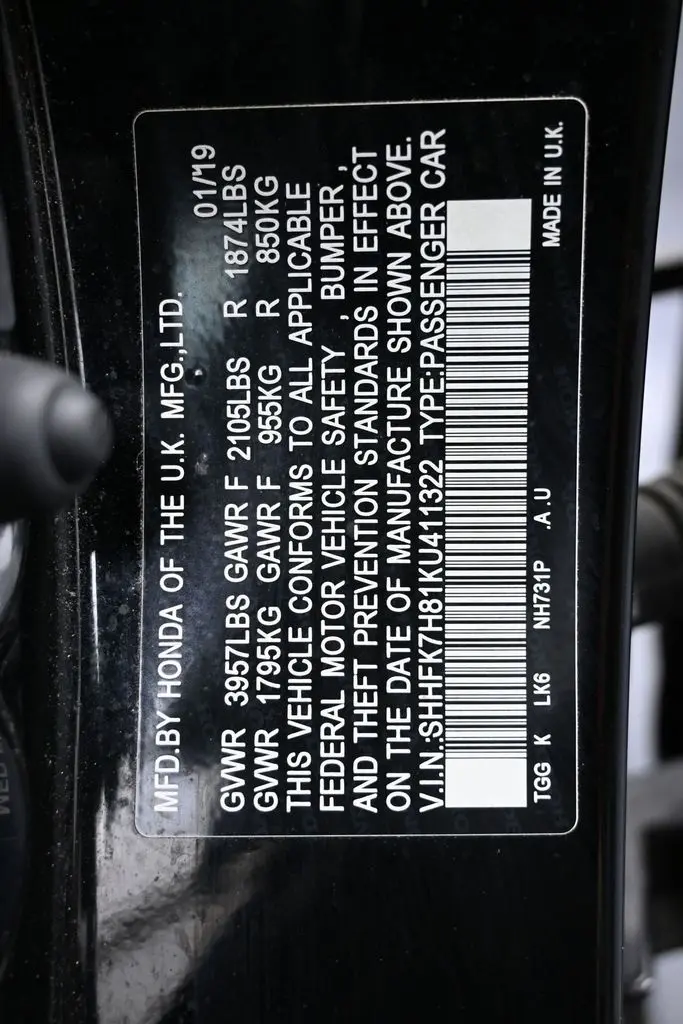 MFD.BY HONDA OF THE U.K. MFG.,LTD. 01/19
GVWR 3957LBS GAWR F 2105LBS R 1874LBS
GVWR 1795KG GAWR F 955KG R 850KG
THIS VEHICLE CONFORMS TO ALL APPLICABLE
FEDERAL MOTOR VEHICLE SAFETY , BUMPER ,
AND THEFT PREVENTION STANDARDS IN EFFECT
ON THE DATE OF MANUFACTURE SHOWN ABOVE.
V.I.N.:SHHFK7H81KU411322 TYPE:PASSENGER CAR
TGG K LK6 NH731P .A.U MADE IN U.K.